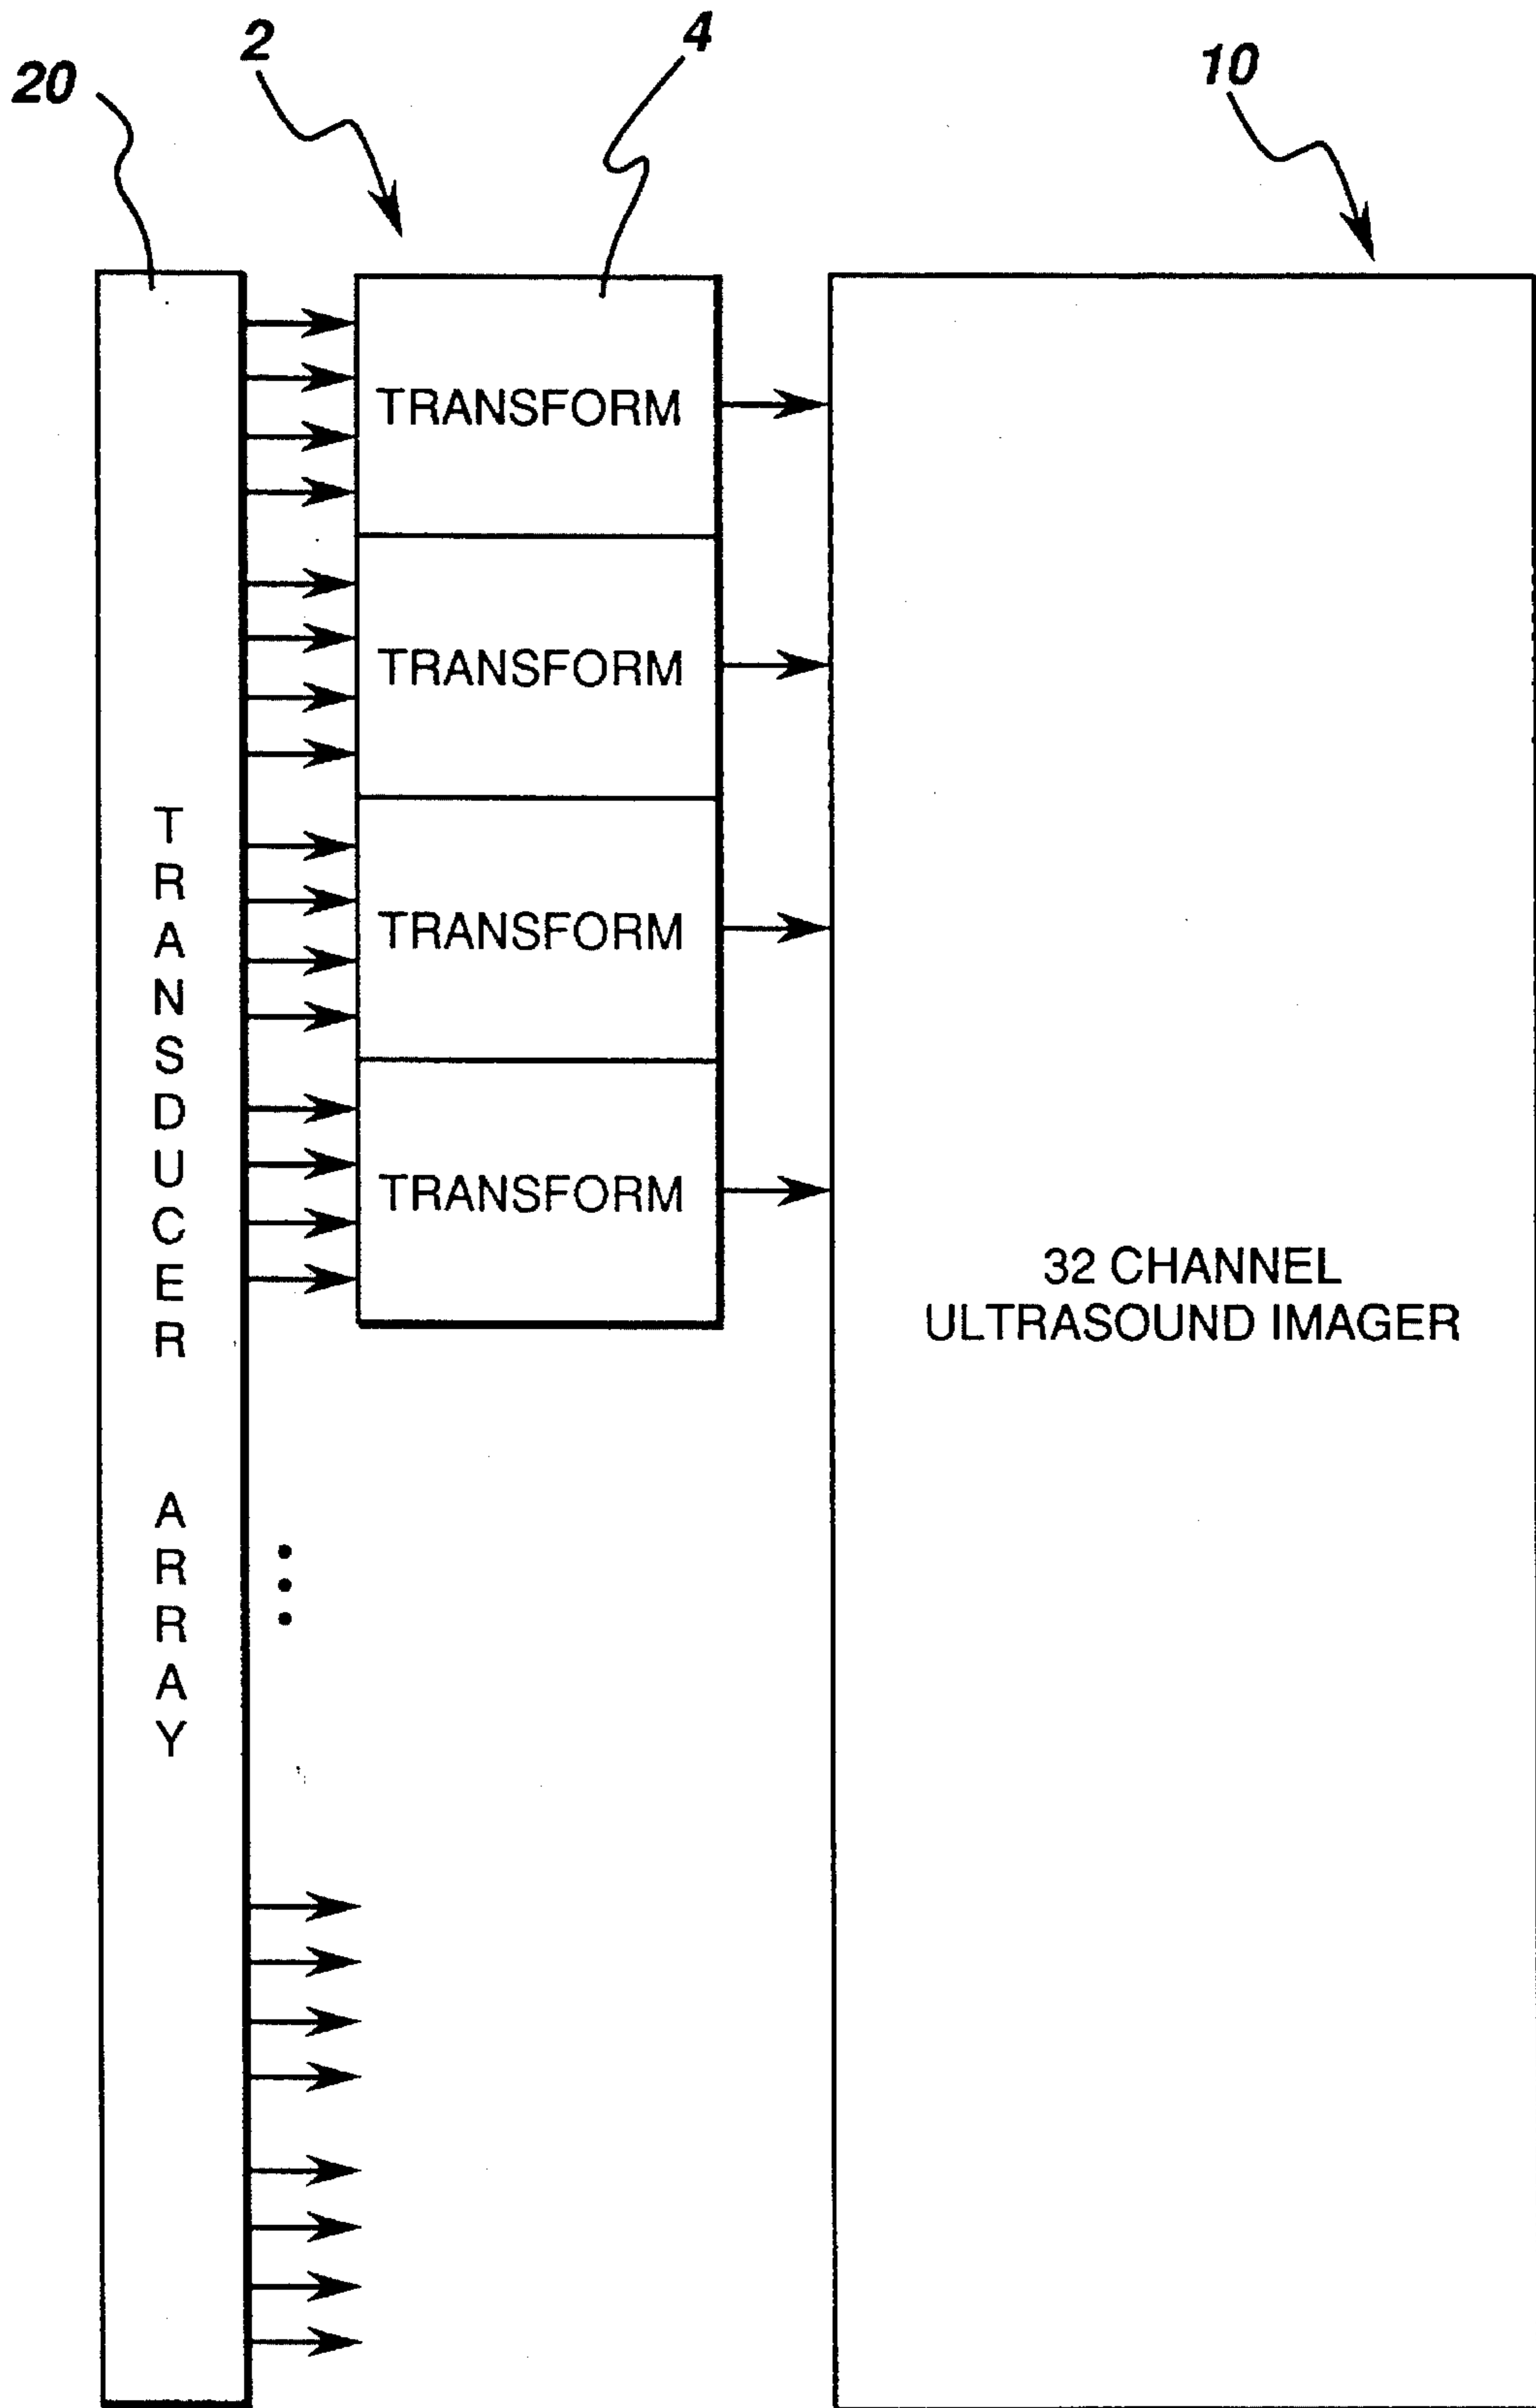 20
2
4
10
TRANSDUCER ARRAY
TRANSFORM
TRANSFORM
TRANSFORM
TRANSFORM
32 CHANNEL
ULTRASOUND IMAGER